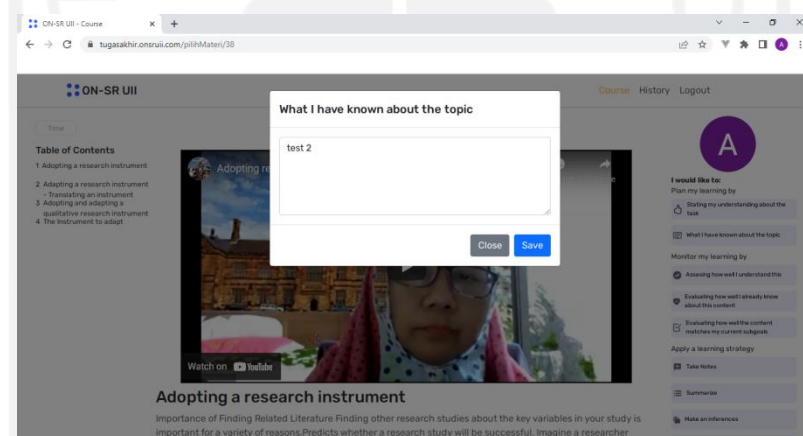 ON-SR UII - Course
tugasakhir.onsruii.com/pilihMateri/38
A
ON-SR UII
Course History Logout
Time
Table of Contents
1 Adopting a research instrument
2 Adapting a research instrument
- Translating an instrument
3 Adopting and adapting a
qualitative research instrument
4 The Instrument to adapt
Adopting re
What I have known about the topic
test 2
Close Save
Watch on YouTube
A
I would like to:
Plan my learning by
Stating my understanding about the
task
What I have known about the topic
Monitor my learning by
Assesing how well I understand this
Evaluating how well I already know
about this content
Evaluating how well the content
matches my current subgoals
Apply a learning strategy
Take Notes
Summarize
Make an inferences
Adopting a research instrument
Importance of Finding Related Literature Finding other research studies about the key variables in your study is
important for a variety of reasons.Predicts whether a research study will be successful. Imagine a researcher